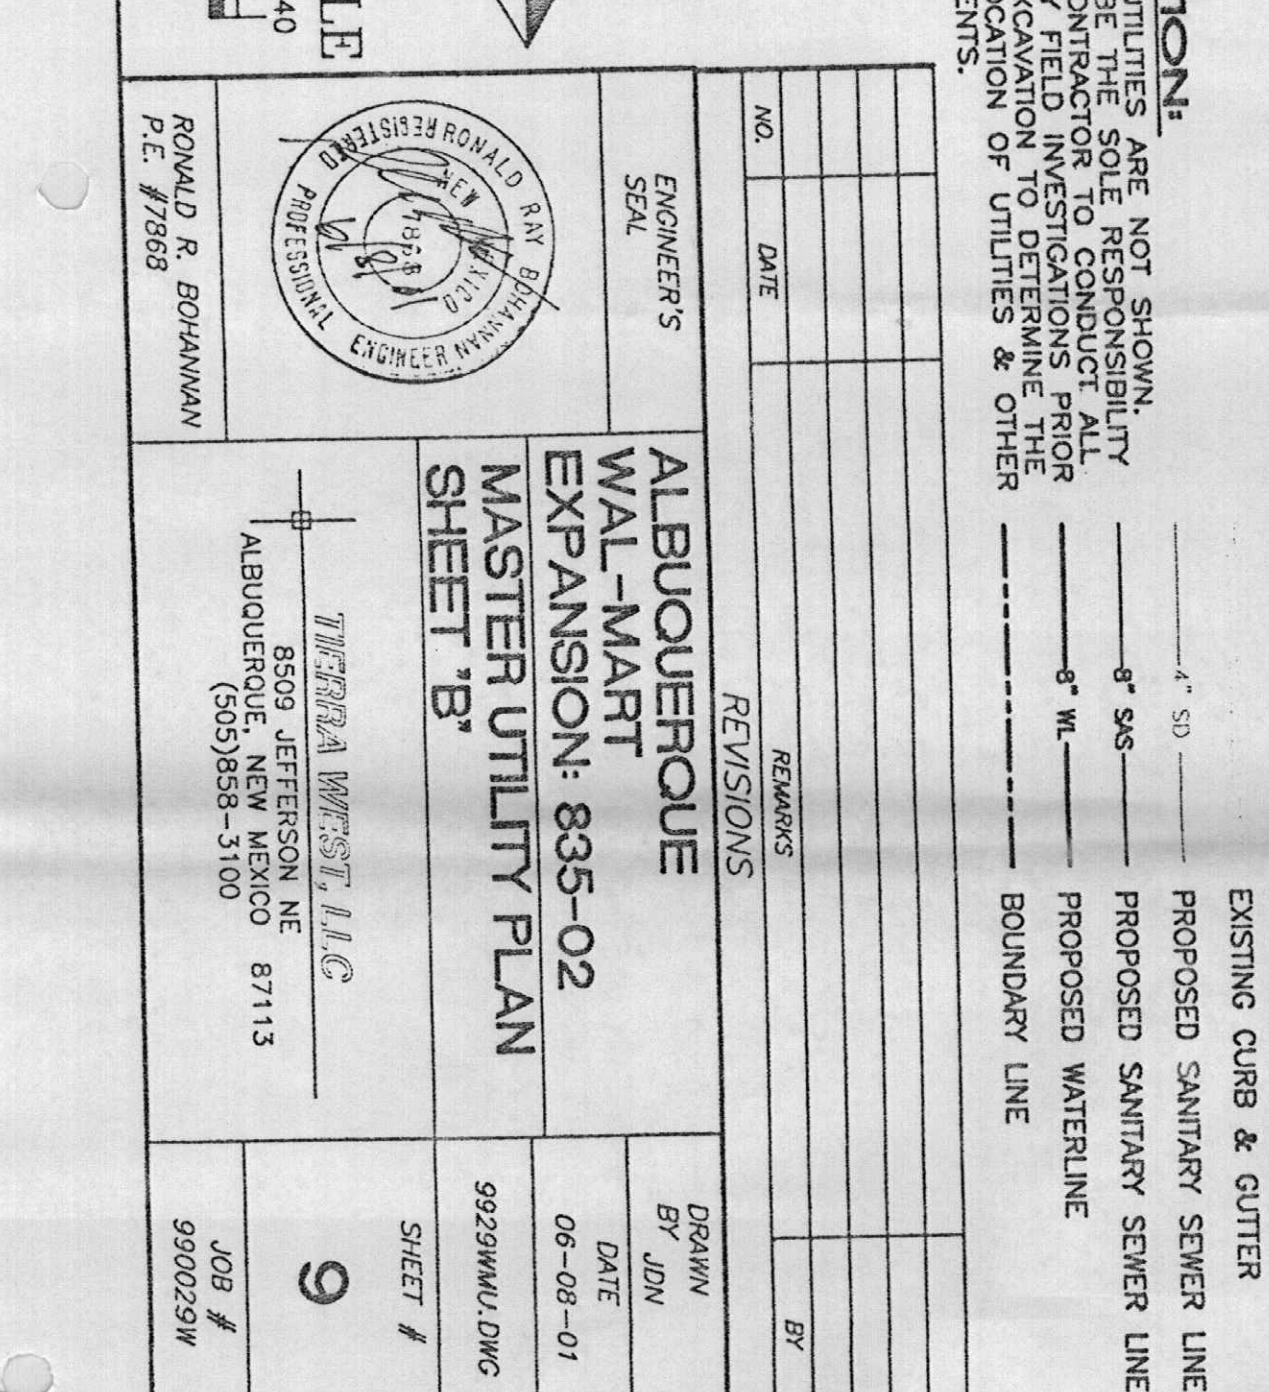 EXISTING CURB & GUTTER
4" SD PROPOSED SANITARY SEWER LINE
8" SAS PROPOSED SANITARY SEWER LINE
8" WL PROPOSED WATERLINE
BOUNDARY LINE
UTILITIES ARE NOT SHOWN.
BE THE SOLE RESPONSIBILITY
CONTRACTOR TO CONDUCT ALL
FIELD INVESTIGATIONS PRIOR
EXCAVATION TO DETERMINE THE
LOCATION OF UTILITIES & OTHER
NO. DATE REMARKS BY
REVISIONS
ENGINEER'S
SEAL
RONALD RAY BOHANNAN
NEW MEXICO
7868
REGISTERED PROFESSIONAL ENGINEER
RONALD R. BOHANNAN
P.E. #7868
ALBUQUERQUE
WAL-MART
EXPANSION: 835-02
MASTER UTILITY PLAN
SHEET "B"
TIERRA WEST, LLC
8509 JEFFERSON NE
ALBUQUERQUE, NEW MEXICO 87113
(505)858-3100
DRAWN
BY JDN
DATE
06-08-01
9929WMU.DWG
SHEET #
9
JOB #
990029W